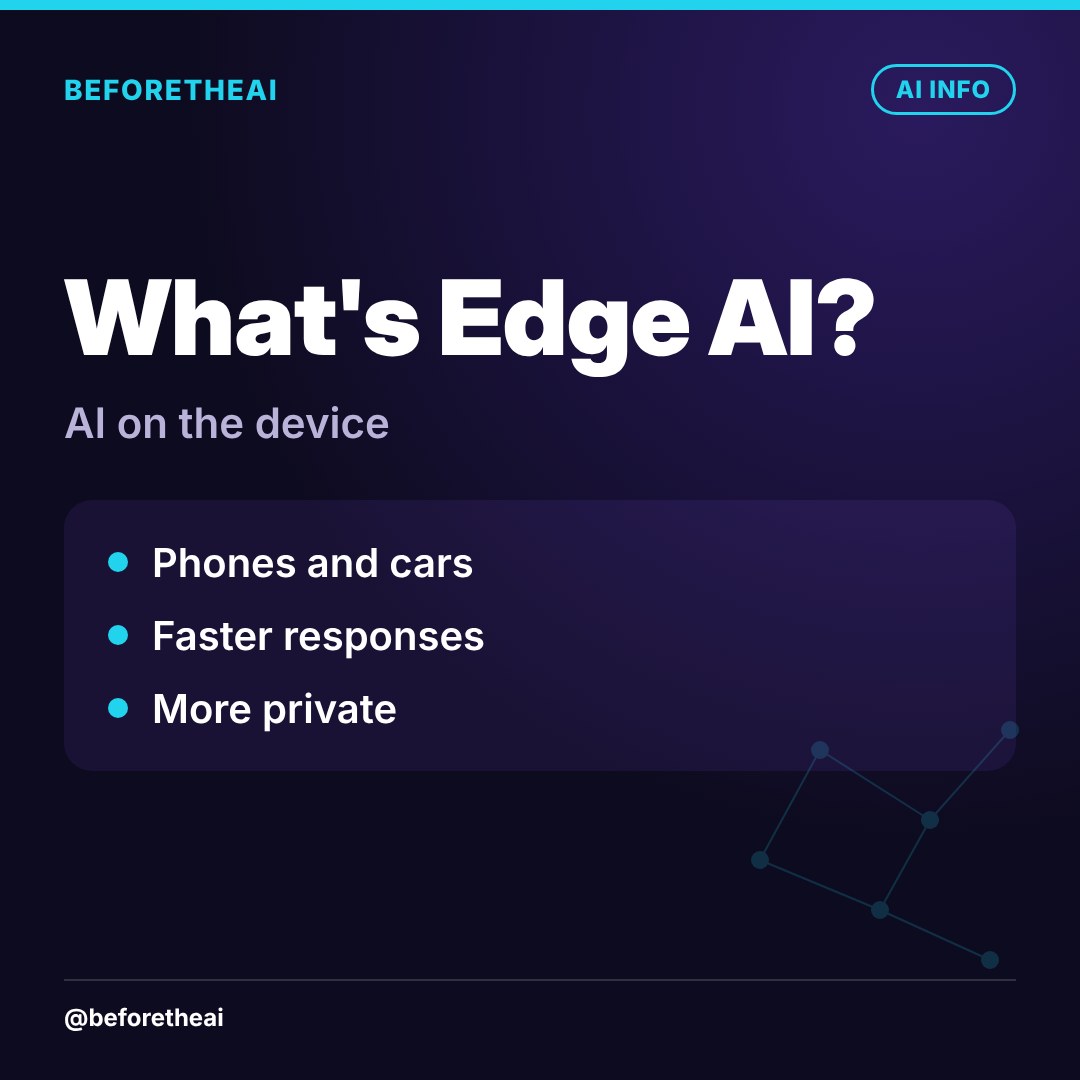 BEFORETHEAI
AI INFO
What's Edge AI?
AI on the device
Phones and cars
Faster responses
More private
@beforetheai